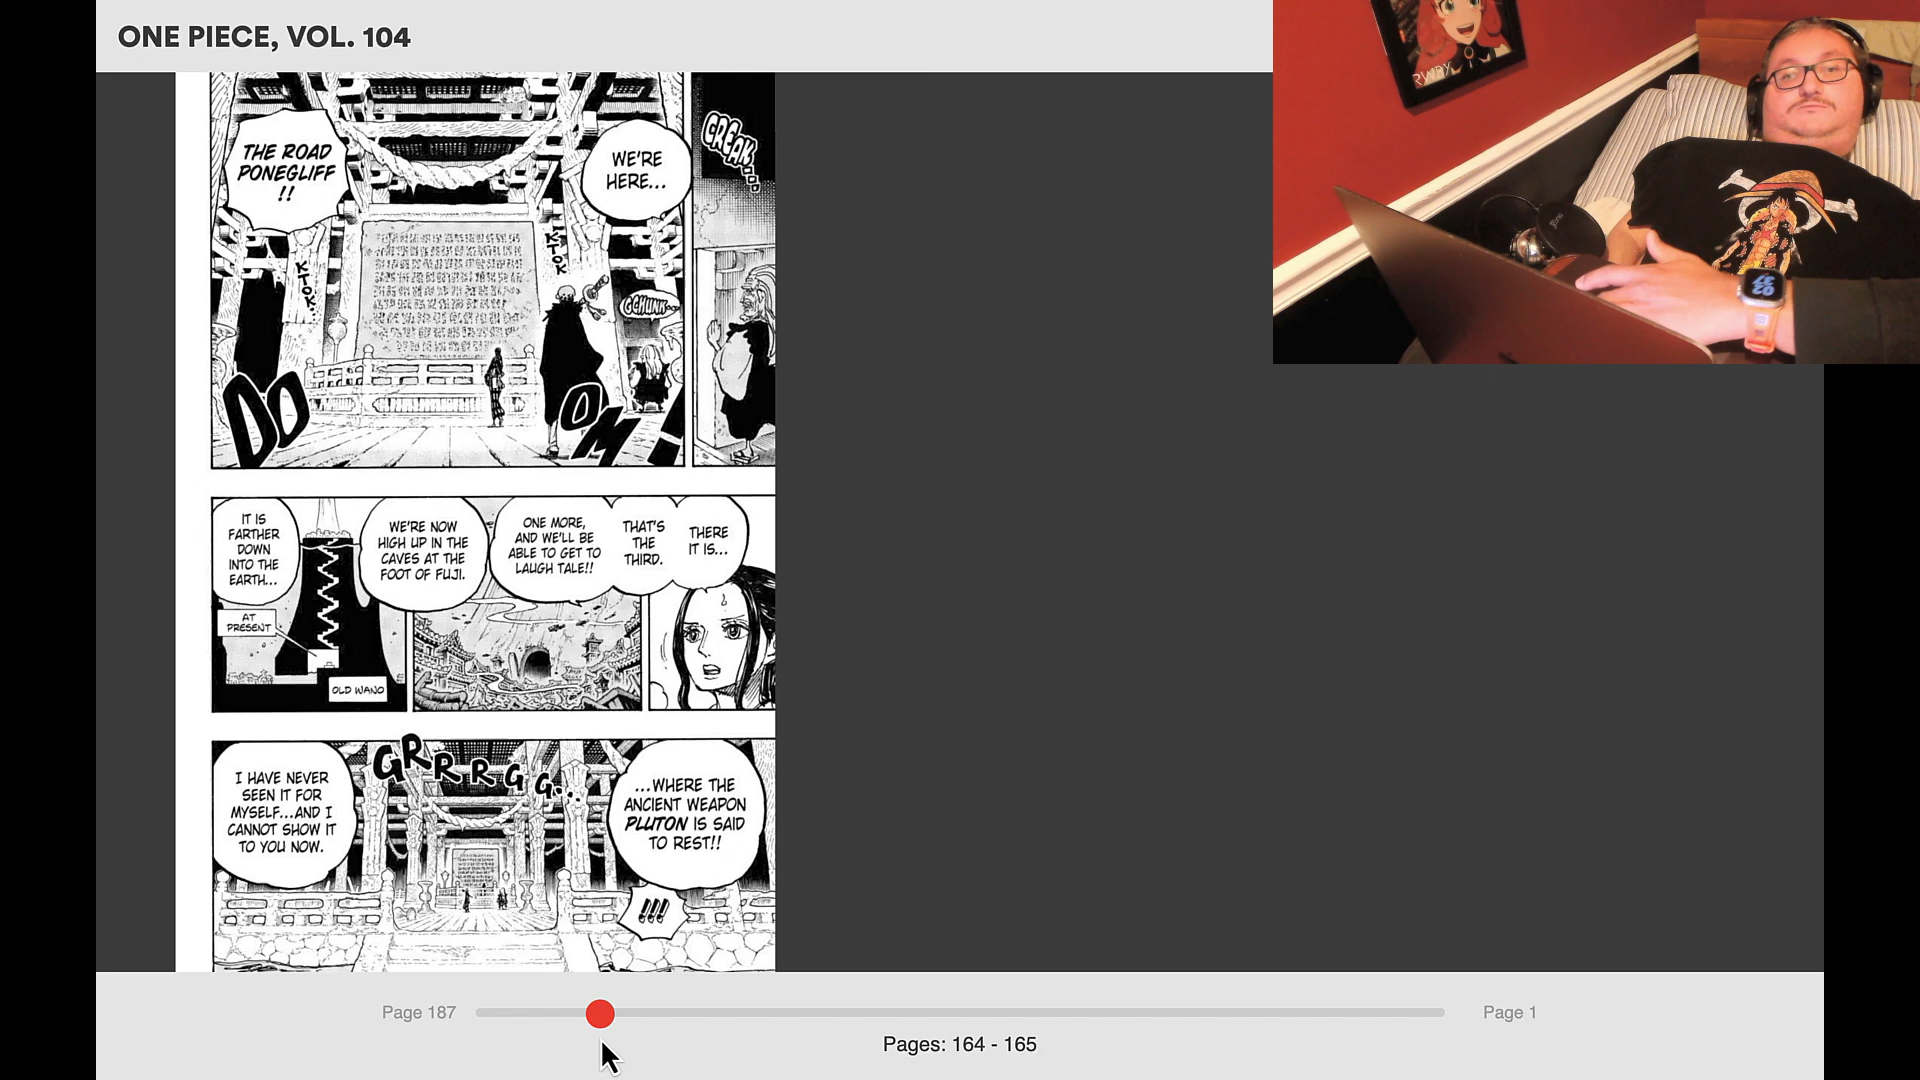 ONE PIECE, VOL. 104
RWBY
CREAK
WE'RE
HERE...
THE ROAD
PONEGLIFF
!!
KTOK
KTOK...
GCHUNK...
DOOM!
THERE
IT IS...
THAT'S
THE
THIRD.
ONE MORE,
AND WE'LL BE
ABLE TO GET TO
LAUGH TALE!!
WE'RE NOW
HIGH UP IN THE
CAVES AT THE
FOOT OF FUJI.
IT IS
FARTHER
DOWN
INTO THE
EARTH...
AT
PRESENT
OLD WANO
...WHERE THE
ANCIENT WEAPON
PLUTON IS SAID
TO REST!!
!!!
GRRRGG...
I HAVE NEVER
SEEN IT FOR
MYSELF...AND I
CANNOT SHOW IT
TO YOU NOW.
Page 187
Page 1
Pages: 164 - 165